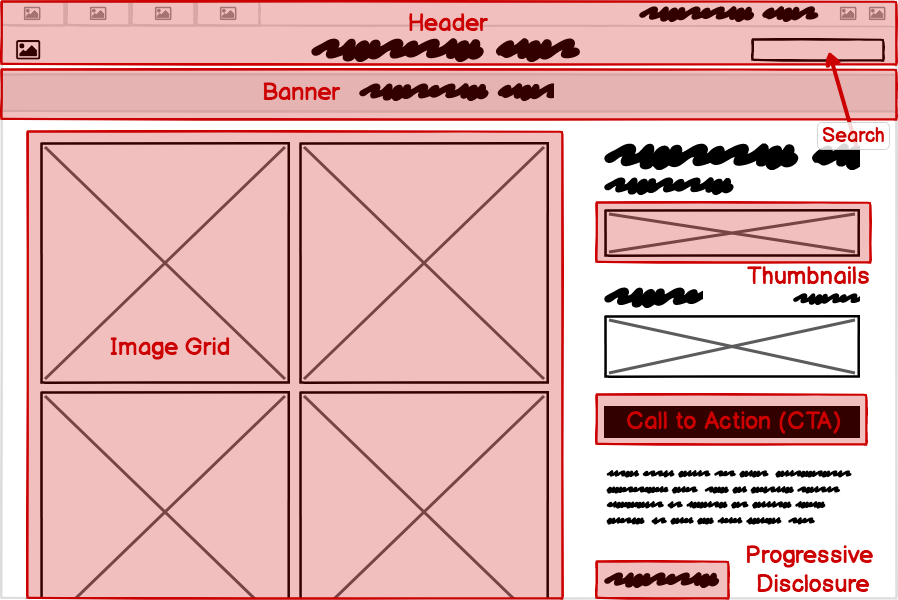 Header
Banner
Search
Thumbnails
Image Grid
Call to Action (CTA)
Progressive
Disclosure